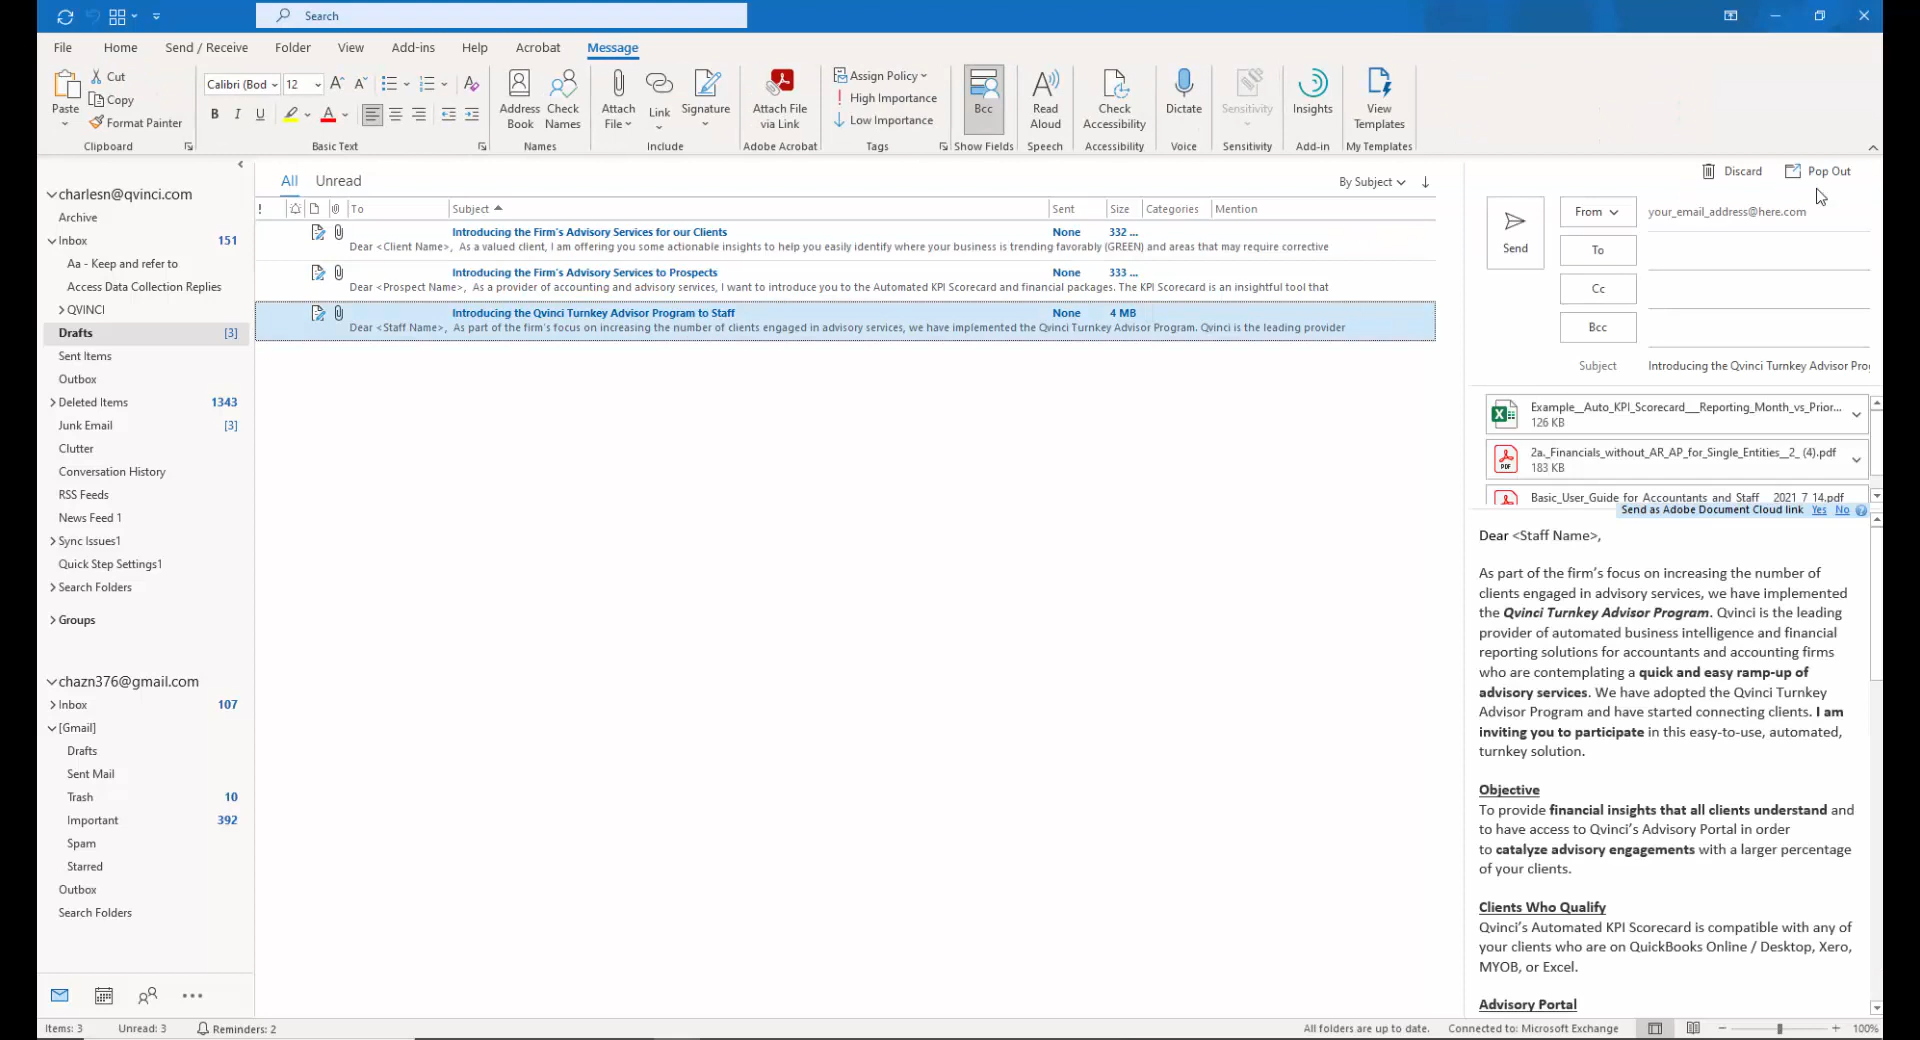 Search
File Home Send / Receive Folder View Add-ins Help Acrobat Message
Paste
Cut
Copy
Format Painter
Clipboard
Calibri (Bod 12
B I U
Basic Text
Address Book
Check Names
Names
Attach File
Link
Signature
Include
Attach File via Link
Adobe Acrobat
Assign Policy
High Importance
Low Importance
Tags
Bcc
Show Fields
Read Aloud
Speech
Check Accessibility
Accessibility
Dictate
Voice
Sensitivity
Sensitivity
Insights
Add-in
View Templates
My Templates
charlesn@qvinci.com
Archive
Inbox 151
Aa - Keep and refer to
Access Data Collection Replies
QVINCI
Drafts [3]
Sent Items
Outbox
Deleted Items 1343
Junk Email [3]
Clutter
Conversation History
RSS Feeds
News Feed 1
Sync Issues1
Quick Step Settings1
Search Folders
Groups
chazn376@gmail.com
Inbox 107
[Gmail]
Drafts
Sent Mail
Trash 10
Important 392
Spam
Starred
Outbox
Search Folders
All Unread
By Subject
To Subject Sent Size Categories Mention
Introducing the Firm's Advisory Services for our Clients None 332 ...
Dear <Client Name>, As a valued client, I am offering you some actionable insights to help you easily identify where your business is trending favorably (GREEN) and areas that may require corrective
Introducing the Firm's Advisory Services to Prospects None 333 ...
Dear <Prospect Name>, As a provider of accounting and advisory services, I want to introduce you to the Automated KPI Scorecard and financial packages. The KPI Scorecard is an insightful tool that
Introducing the Qvinci Turnkey Advisor Program to Staff None 4 MB
Dear <Staff Name>, As part of the firm's focus on increasing the number of clients engaged in advisory services, we have implemented the Qvinci Turnkey Advisor Program. Qvinci is the leading provider
Discard Pop Out
Send
From your_email_address@here.com
To
Cc
Bcc
Subject Introducing the Qvinci Turnkey Advisor Pro
Example__Auto_KPI_Scorecard___Reporting_Month_vs_Prior...
126 KB
2a._Financials_without_AR_AP_for_Single_Entities__2_ (4).pdf
183 KB
Basic_User_Guide_for_Accountants_and_Staff__2021_7_14.pdf
Send as Adobe Document Cloud link Yes No ?
Dear <Staff Name>,
As part of the firm's focus on increasing the number of
clients engaged in advisory services, we have implemented
the Qvinci Turnkey Advisor Program. Qvinci is the leading
provider of automated business intelligence and financial
reporting solutions for accountants and accounting firms
who are contemplating a quick and easy ramp-up of
advisory services. We have adopted the Qvinci Turnkey
Advisor Program and have started connecting clients. I am
inviting you to participate in this easy-to-use, automated,
turnkey solution.
Objective
To provide financial insights that all clients understand and
to have access to Qvinci's Advisory Portal in order
to catalyze advisory engagements with a larger percentage
of your clients.
Clients Who Qualify
Qvinci's Automated KPI Scorecard is compatible with any of
your clients who are on QuickBooks Online / Desktop, Xero,
MYOB, or Excel.
Advisory Portal
Items: 3 Unread: 3 Reminders: 2
All folders are up to date. Connected to: Microsoft Exchange 100%